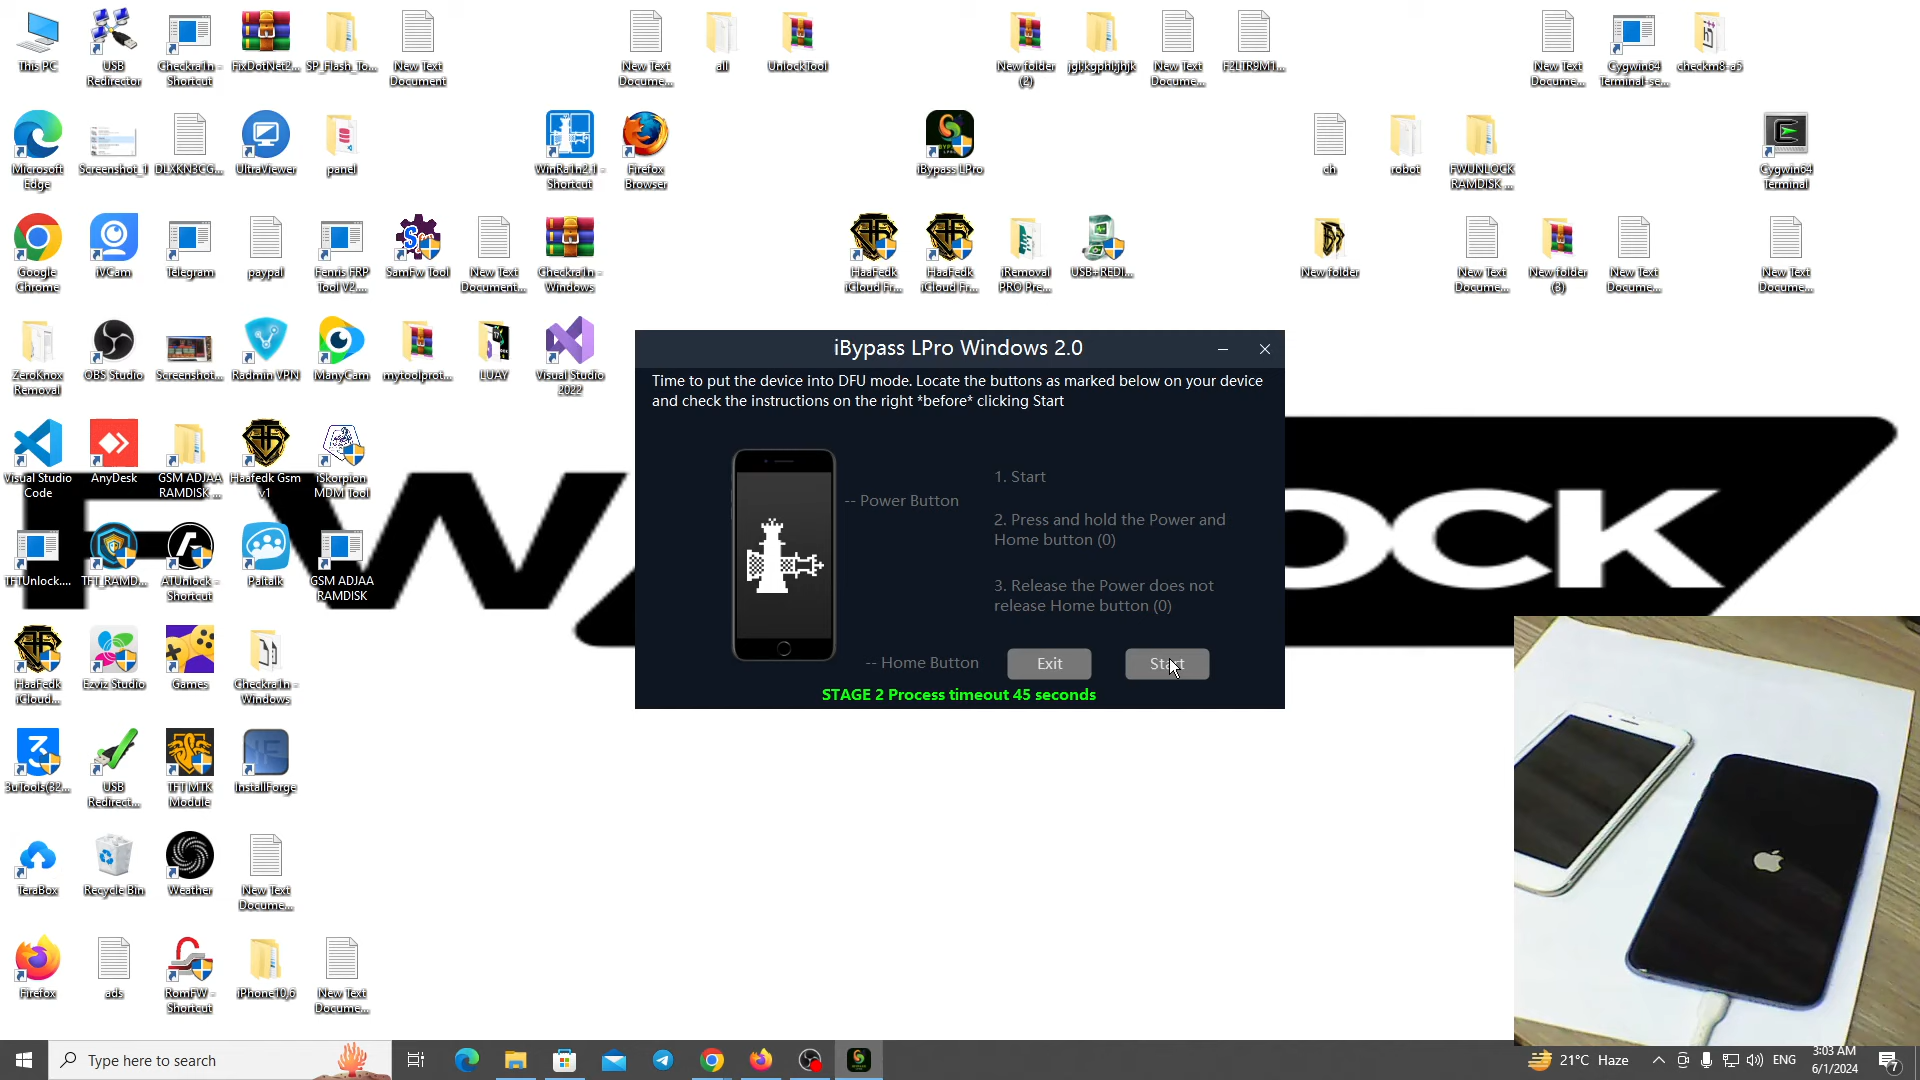 This PC
USB
Redirector
Checkra1n -
Shortcut
FixDotNet2...
SP_Flash_To...
New Text
Document
New Text
Docume...
all
UnlockTool
New folder
(2)
jgljkgphljhjk
New Text
Docume...
F2LTR9M1...
New Text
Docume...
Cygwin64
Terminal-se...
checkm8-a5
Microsoft
Edge
Screenshot_1
DLXKN3CG...
UltraViewer
panel
WinRa1n2.1 -
Shortcut
Firefox
Browser
iBypass LPro
ch
robot
FWUNLOCK
RAMDISK ...
Cygwin64
Terminal
Google
Chrome
iVCam
Telegram
paypal
Fenris FRP
Tool V2....
SamFw Tool
New Text
Document...
Checkra1n -
Windows
HaaFedk
iCloud Fr...
HaaFedk
iCloud Fr...
iRemoval
PRO Pre...
USB+REDI...
New folder
New Text
Docume...
New folder
(3)
New Text
Docume...
New Text
Docume...
ZeroKnox
Removal
OBS Studio
Screenshot...
Radmin VPN
ManyCam
mytoolprot...
LUAY
Visual Studio
2022
iBypass LPro Windows 2.0
Time to put the device into DFU mode. Locate the buttons as marked below on your device
and check the instructions on the right *before* clicking Start
-- Power Button
1. Start
2. Press and hold the Power and
Home button (0)
3. Release the Power does not
release Home button (0)
-- Home Button
Exit
Start
STAGE 2 Process timeout 45 seconds
Visual Studio
Code
AnyDesk
GSM ADJAA
RAMDISK ...
Haafedk Gsm
v1
iSkorpion
MDM Tool
TFTUnlock....
TFT_RAMD...
A1Unlock -
Shortcut
Paltalk
GSM ADJAA
RAMDISK
HaaFedk
iCloud...
Ezviz Studio
Games
Checkra1n -
Windows
3uTools(32...
USB
Redirect...
TFT MTK
Module
InstallForge
TeraBox
Recycle Bin
Weather
New Text
Docume...
Firefox
ads
RomFW -
Shortcut
iPhone10,6
New Text
Docume...
Type here to search
21°C Haze
ENG
3:03 AM
6/1/2024
7